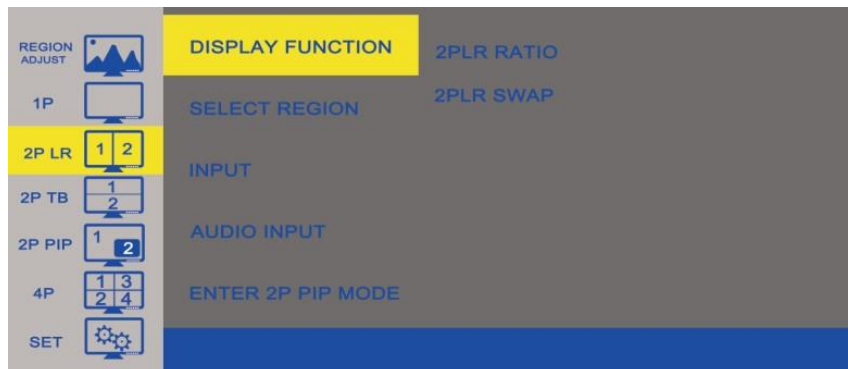 REGION
ADJUST
1P
2P LR
1 2
2P TB
1
2
2P PIP
1
2
4P
1 3
2 4
SET
DISPLAY FUNCTION
SELECT REGION
INPUT
AUDIO INPUT
ENTER 2P PIP MODE
2PLR RATIO
2PLR SWAP